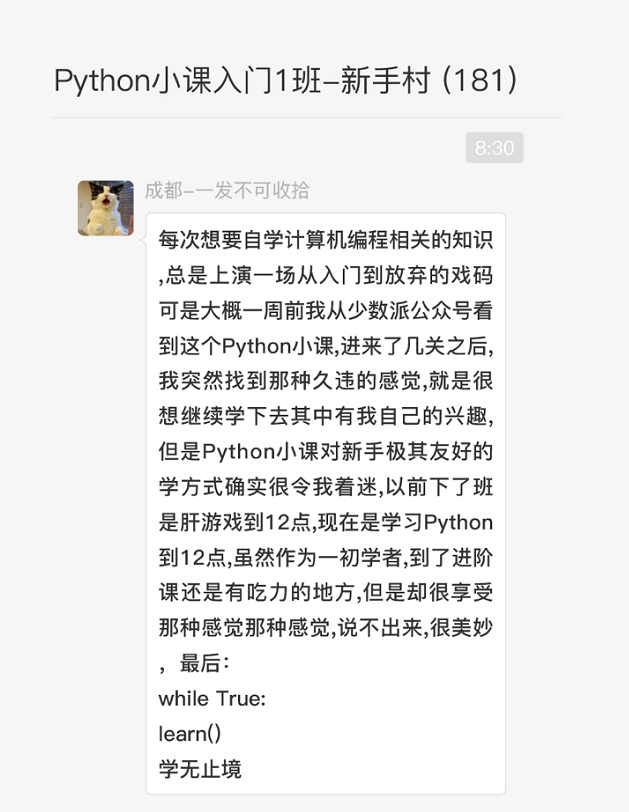 Python小课入门1班-新手村 (181)
8:30
成都-一发不可收拾
每次想要自学计算机编程相关的知识
,总是上演一场从入门到放弃的戏码
可是大概一周前我从少数派公众号看
到这个Python小课,进来了几关之后,
我突然找到那种久违的感觉,就是很
想继续学下去其中有我自己的兴趣,
但是Python小课对新手极其友好的
学方式确实很令我着迷,以前下了班
是肝游戏到12点,现在是学习Python
到12点,虽然作为一初学者,到了进阶
课还是有吃力的地方,但是却很享受
那种感觉那种感觉,说不出来,很美妙
，最后：
while True:
learn()
学无止境